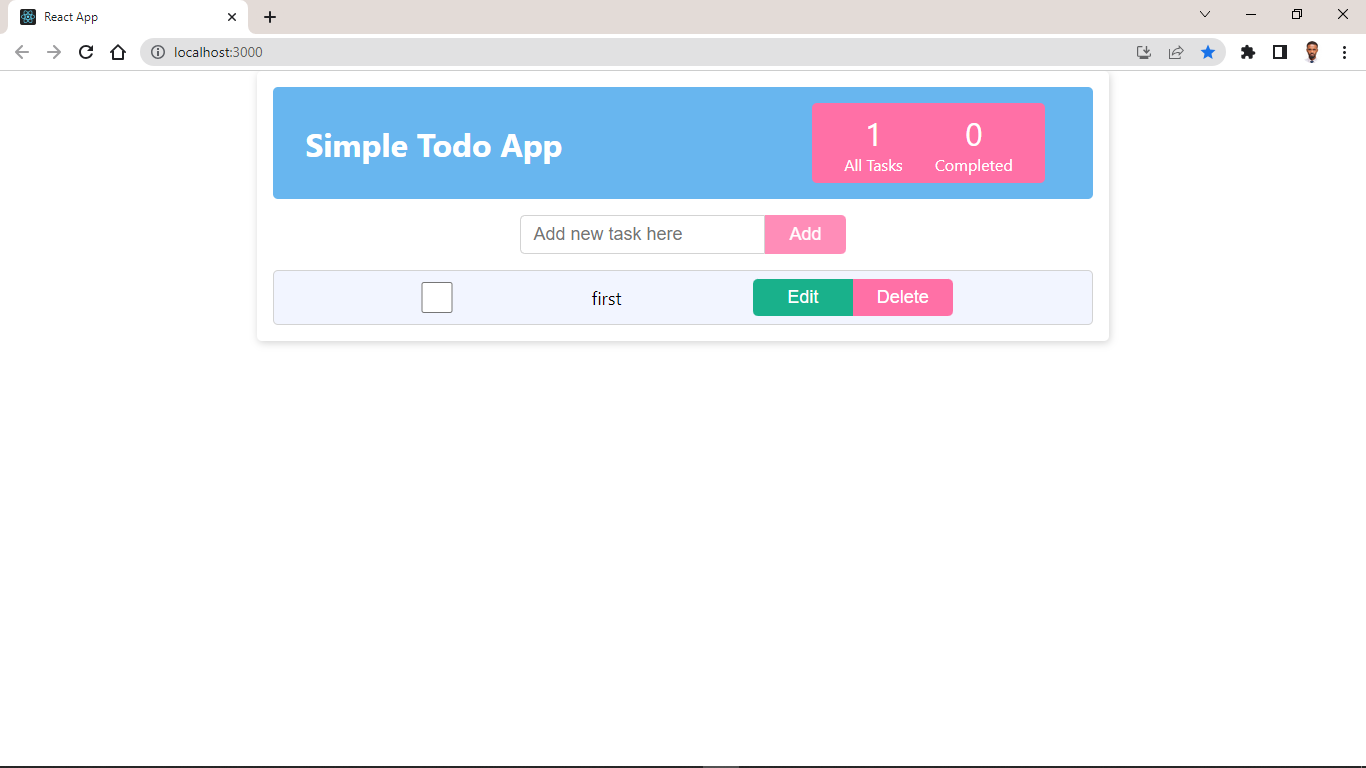 React App
localhost:3000
Simple Todo App
1 0
All Tasks Completed
Add new task here Add
first Edit Delete